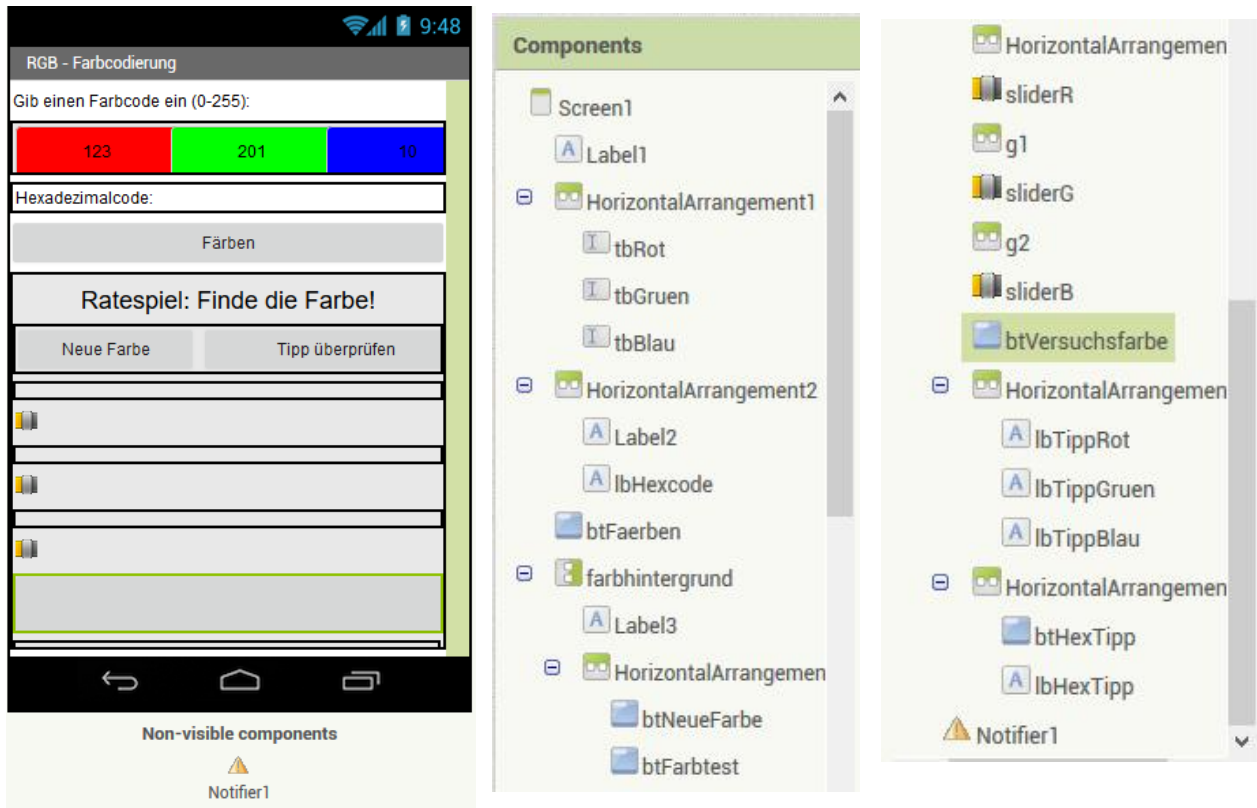 9:48
RGB - Farbcodierung
Gib einen Farbcode ein (0-255):
123 201 10
Hexadezimalcode:
Färben
Ratespiel: Finde die Farbe!
Neue Farbe Tipp überprüfen
Non-visible components
Notifier1
Components
Screen1
Label1
HorizontalArrangement1
tbRot
tbGruen
tbBlau
HorizontalArrangement2
Label2
lbHexcode
btFaerben
farbhintergrund
Label3
HorizontalArrangemen
btNeueFarbe
btFarbtest
HorizontalArrangemen
sliderR
g1
sliderG
g2
sliderB
btVersuchsfarbe
HorizontalArrangemen
lbTippRot
lbTippGruen
lbTippBlau
HorizontalArrangemen
btHexTipp
lbHexTipp
Notifier1